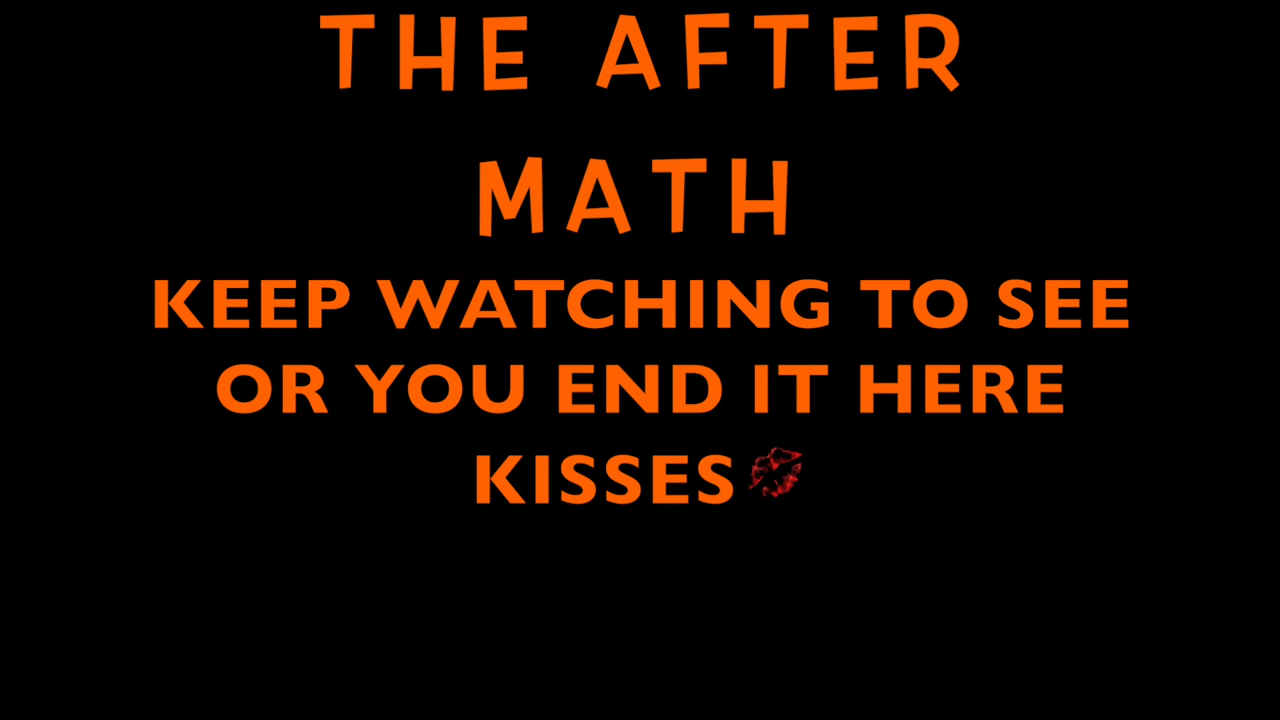 THE AFTER
MATH
KEEP WATCHING TO SEE
OR YOU END IT HERE
KISSES💋